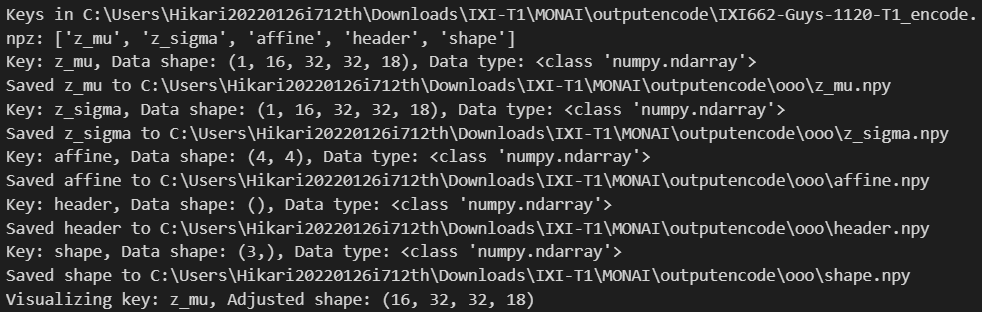 Keys in C:\Users\Hikari20220126i712th\Downloads\IXI-T1\MONAI\outputencode\IXI662-Guys-1120-T1_encode.
npz: ['z_mu', 'z_sigma', 'affine', 'header', 'shape']
Key: z_mu, Data shape: (1, 16, 32, 32, 18), Data type: <class 'numpy.ndarray'>
Saved z_mu to C:\Users\Hikari20220126i712th\Downloads\IXI-T1\MONAI\outputencode\ooo\z_mu.npy
Key: z_sigma, Data shape: (1, 16, 32, 32, 18), Data type: <class 'numpy.ndarray'>
Saved z_sigma to C:\Users\Hikari20220126i712th\Downloads\IXI-T1\MONAI\outputencode\ooo\z_sigma.npy
Key: affine, Data shape: (4, 4), Data type: <class 'numpy.ndarray'>
Saved affine to C:\Users\Hikari20220126i712th\Downloads\IXI-T1\MONAI\outputencode\ooo\affine.npy
Key: header, Data shape: (), Data type: <class 'numpy.ndarray'>
Saved header to C:\Users\Hikari20220126i712th\Downloads\IXI-T1\MONAI\outputencode\ooo\header.npy
Key: shape, Data shape: (3,), Data type: <class 'numpy.ndarray'>
Saved shape to C:\Users\Hikari20220126i712th\Downloads\IXI-T1\MONAI\outputencode\ooo\shape.npy
Visualizing key: z_mu, Adjusted shape: (16, 32, 32, 18)